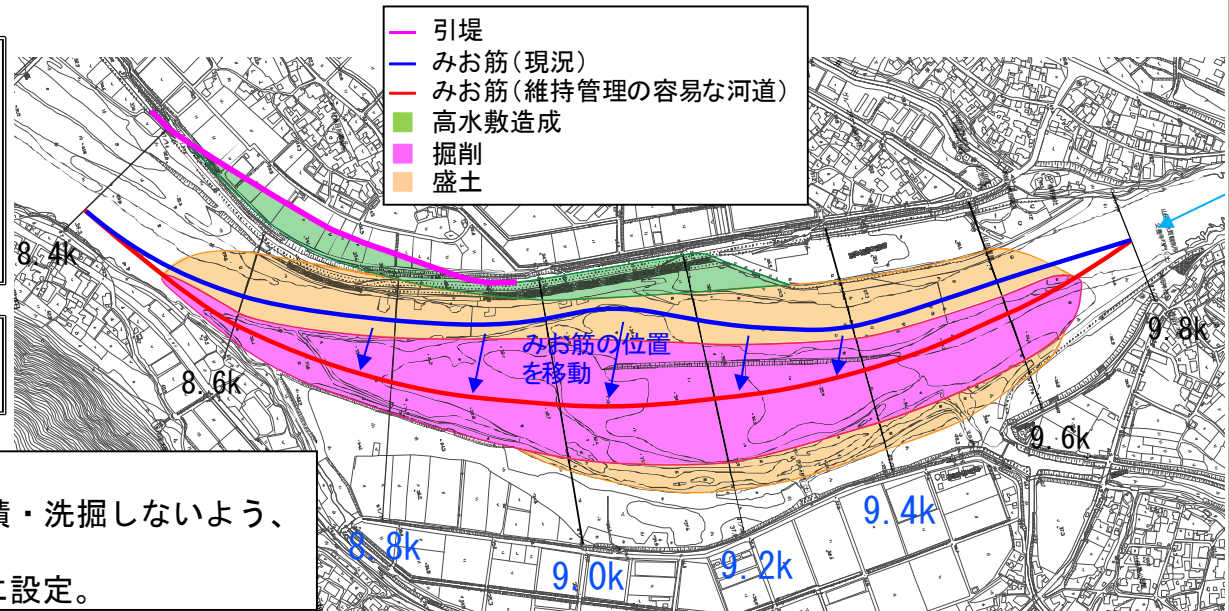 引堤
みお筋(現況)
みお筋(維持管理の容易な河道)
高水敷造成
掘削
盛土
8.4k
8.6k
みお筋の位置
を移動
9.8k
9.6k
9.4k
9.2k
9.0k
8.8k
積・洗掘しないよう、
に設定。